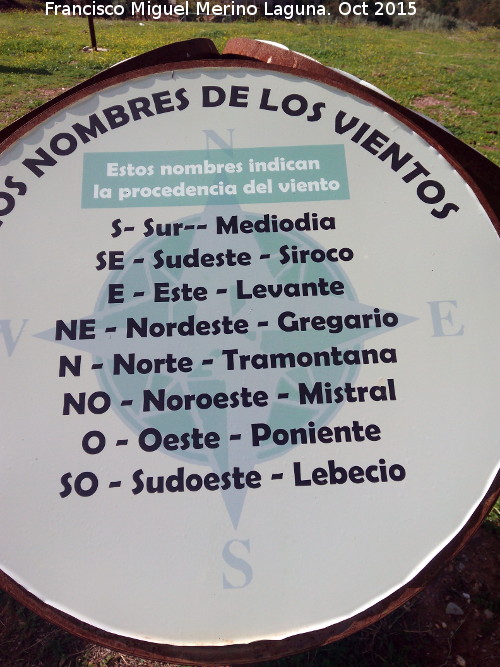 Francisco Miguel Merino Laguna. Oct 2015
LOS NOMBRES DE LOS VIENTOS
N
Estos nombres indican
la procedencia del viento
S- Sur-- Mediodia
SE - Sudeste - Siroco
E - Este - Levante
NE - Nordeste - Gregario
W E
N - Norte - Tramontana
NO - Noroeste - Mistral
O - Oeste - Poniente
SO - Sudoeste - Lebecio
S